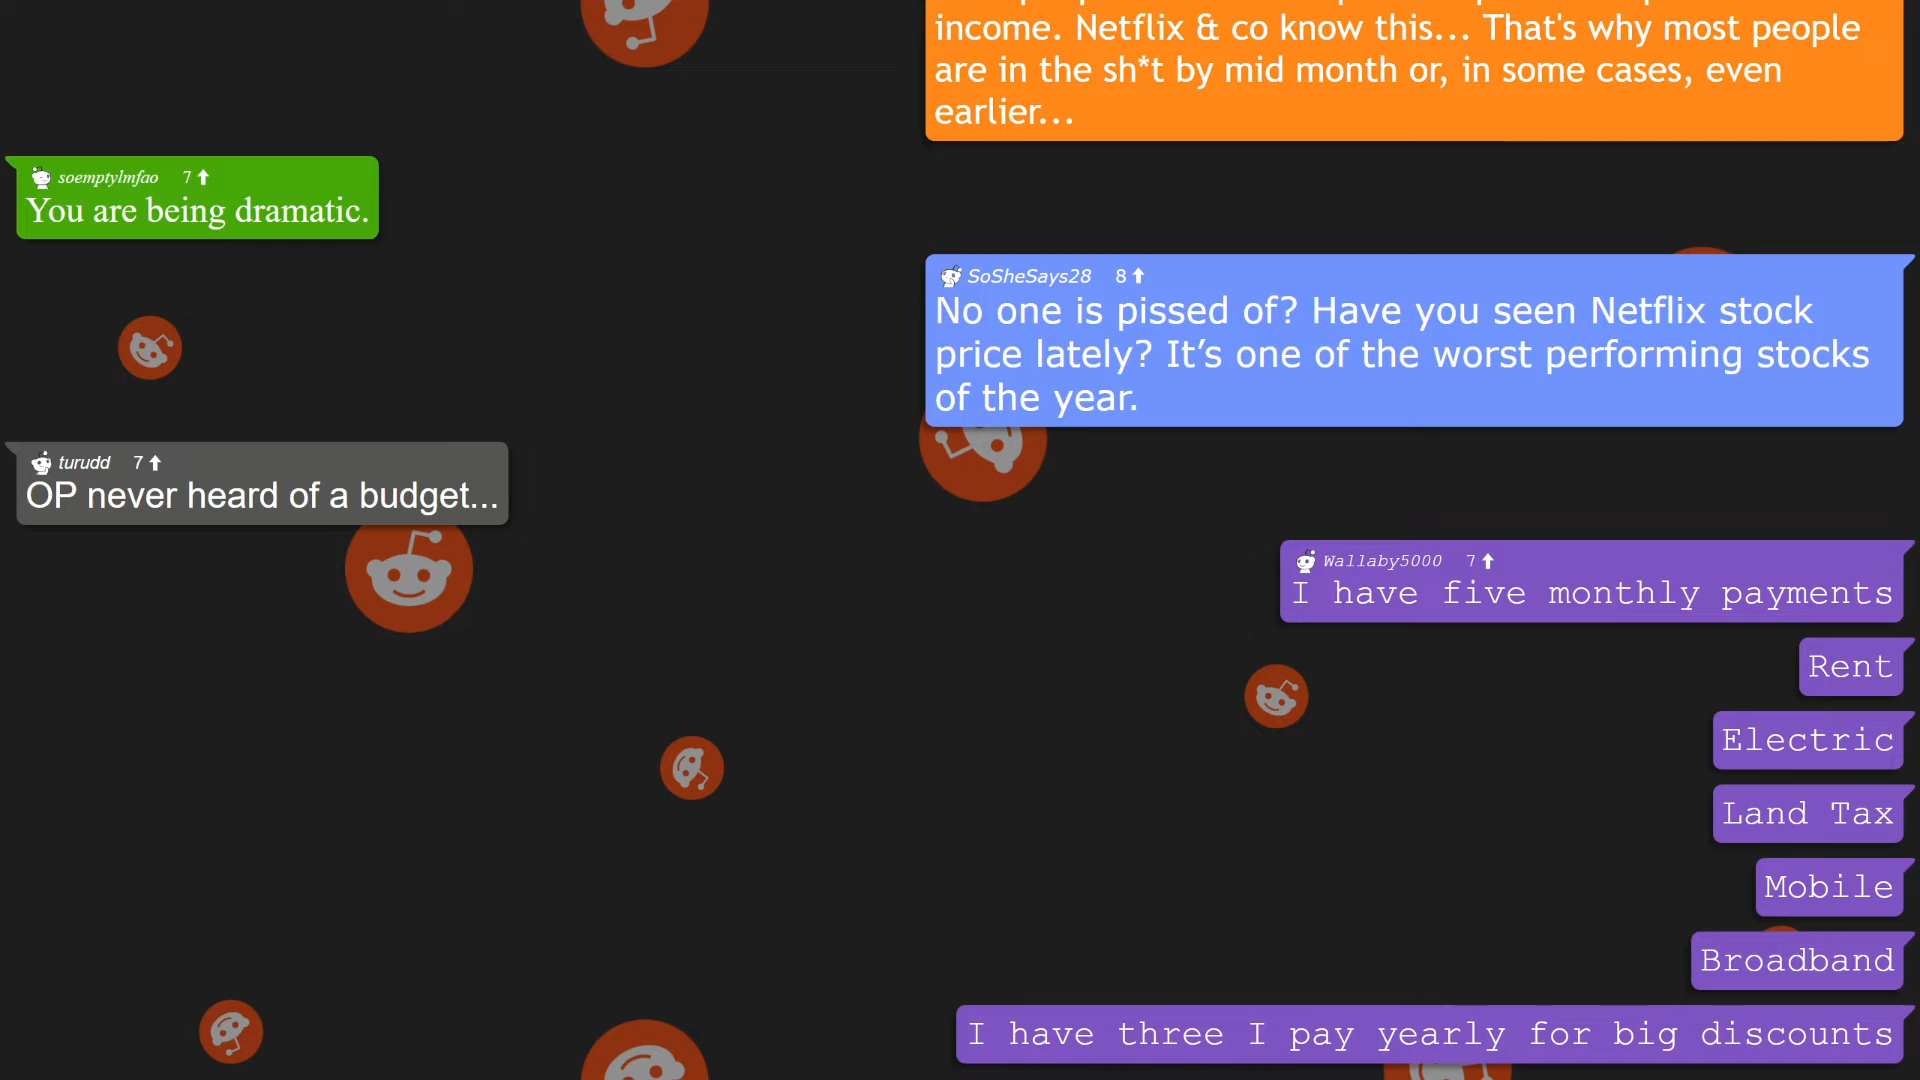 income. Netflix & co know this... That's why most people
are in the sh*t by mid month or, in some cases, even
earlier...
soemptylmfao 7
You are being dramatic.
SoSheSays28 8
No one is pissed of? Have you seen Netflix stock
price lately? It’s one of the worst performing stocks
of the year.
turudd 7
OP never heard of a budget...
Wallaby5000 7
I have five monthly payments
Rent
Electric
Land Tax
Mobile
Broadband
I have three I pay yearly for big discounts